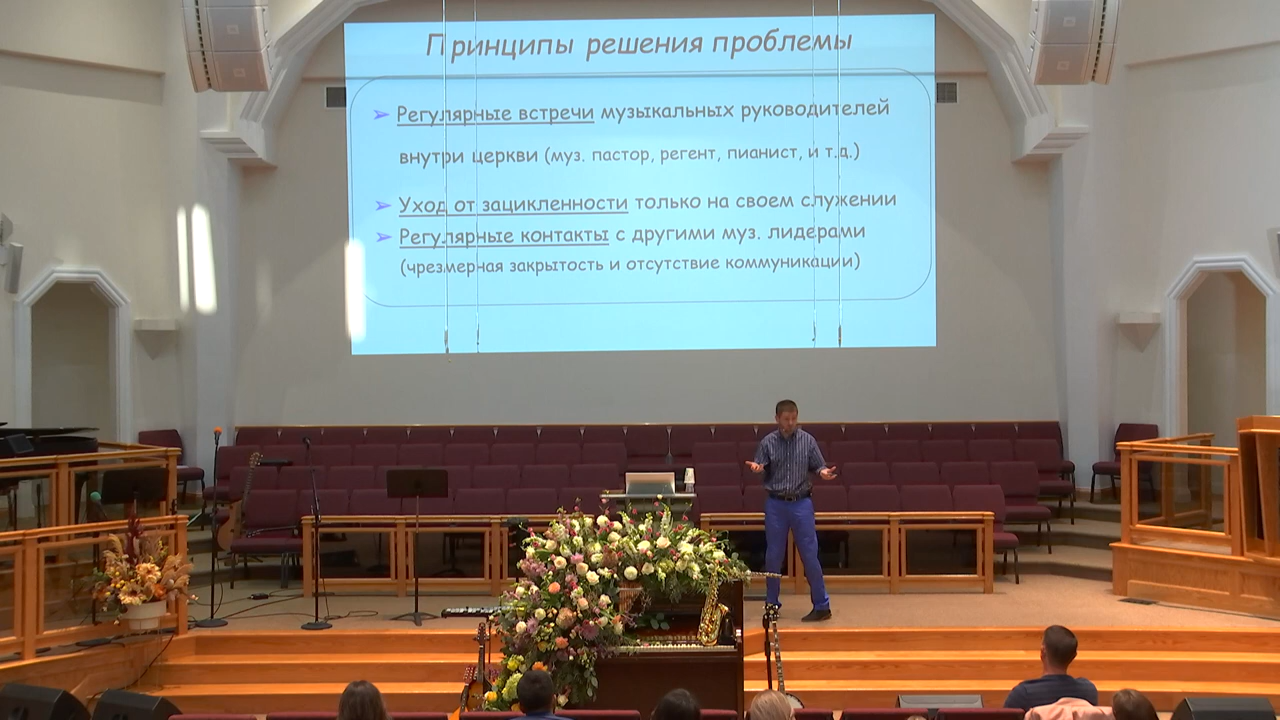 Принципы решения проблемы
➢ Регулярные встречи музыкальных руководителей
внутри церкви (муз. пастор, регент, пианист, и т.д.)
➢ Уход от зацикленности только на своем служении
➢ Регулярные контакты с другими муз. лидерами
(чрезмерная закрытость и отсутствие коммуникации)